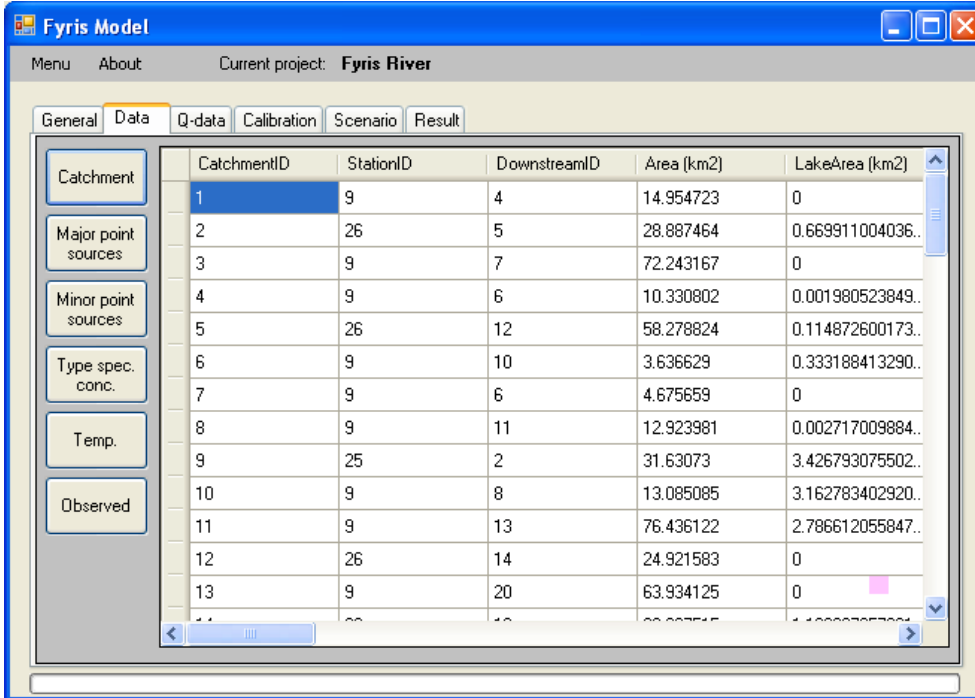 Fyris Model
Menu About Current project: Fyris River
General Data Q-data Calibration Scenario Result
Catchment
Major point
sources
Minor point
sources
Type spec.
conc.
Temp.
Observed
CatchmentID StationID DownstreamID Area (km2) LakeArea (km2)
1 9 4 14.954723 0
2 26 5 28.887464 0.669911004036..
3 9 7 72.243167 0
4 9 6 10.330802 0.001980523849..
5 26 12 58.278824 0.114872600173..
6 9 10 3.636629 0.333188413290..
7 9 6 4.675659 0
8 9 11 12.923981 0.002717009884..
9 25 2 31.63073 3.426793075502..
10 9 8 13.085085 3.162783402920..
11 9 13 76.436122 2.786612055847..
12 26 14 24.921583 0
13 9 20 63.934125 0